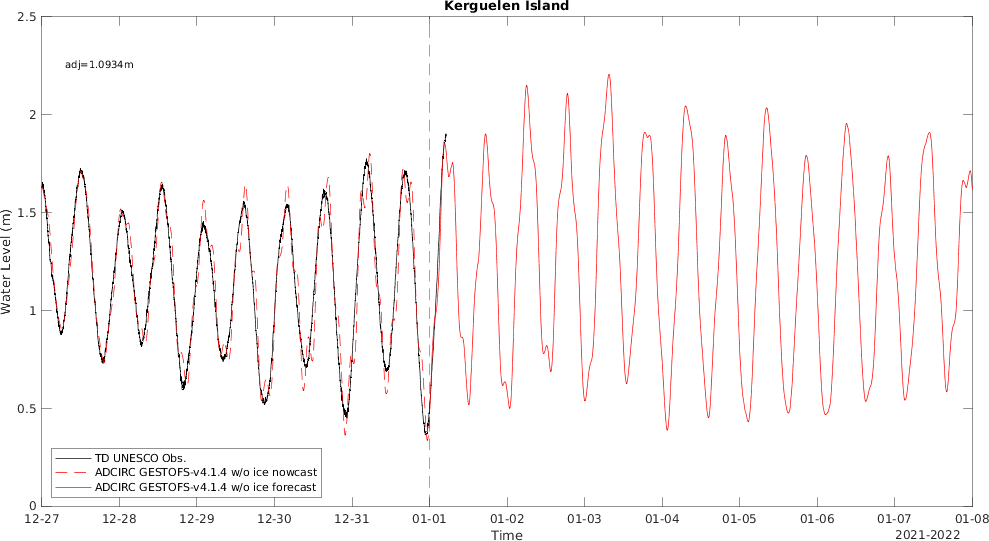 Kerguelen Island
adj=1.0934m
Water Level (m)
2.5
2
1.5
1
0.5
0
TD UNESCO Obs.
ADCIRC GESTOFS-v4.1.4 w/o ice nowcast
ADCIRC GESTOFS-v4.1.4 w/o ice forecast
12-27 12-28 12-29 12-30 12-31 01-01 01-02 01-03 01-04 01-05 01-06 01-07 01-08
Time
2021-2022